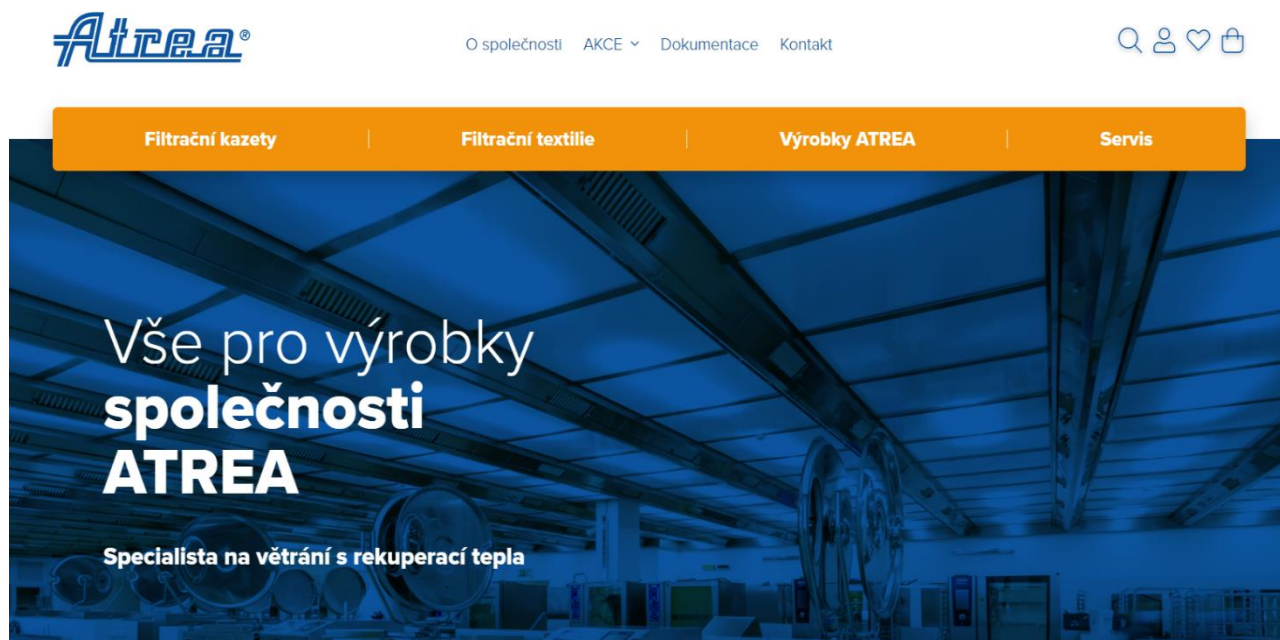 Atrea®
O společnosti AKCE Dokumentace Kontakt
Filtrační kazety Filtrační textilie Výrobky ATREA Servis
Vše pro výrobky
společnosti
ATREA
Specialista na větrání s rekuperací tepla